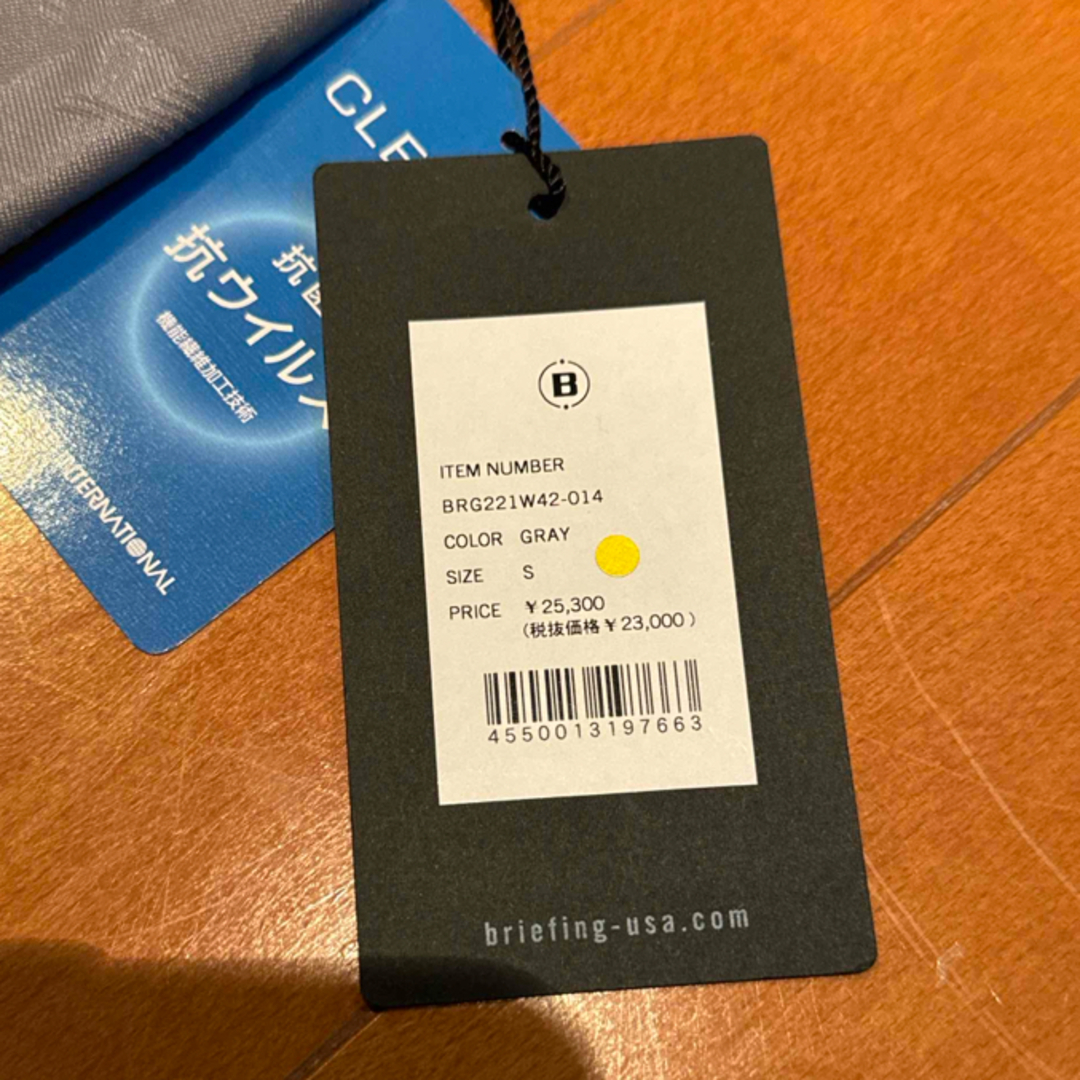 CLE
抗
抗ウイルス
機能繊維加工技術
INTERNATIONAL
B
ITEM NUMBER
BRG221W42-014
COLOR GRAY
SIZE S
PRICE ¥25,300
(税抜価格¥23,000)
4550013197663
briefing-usa.com